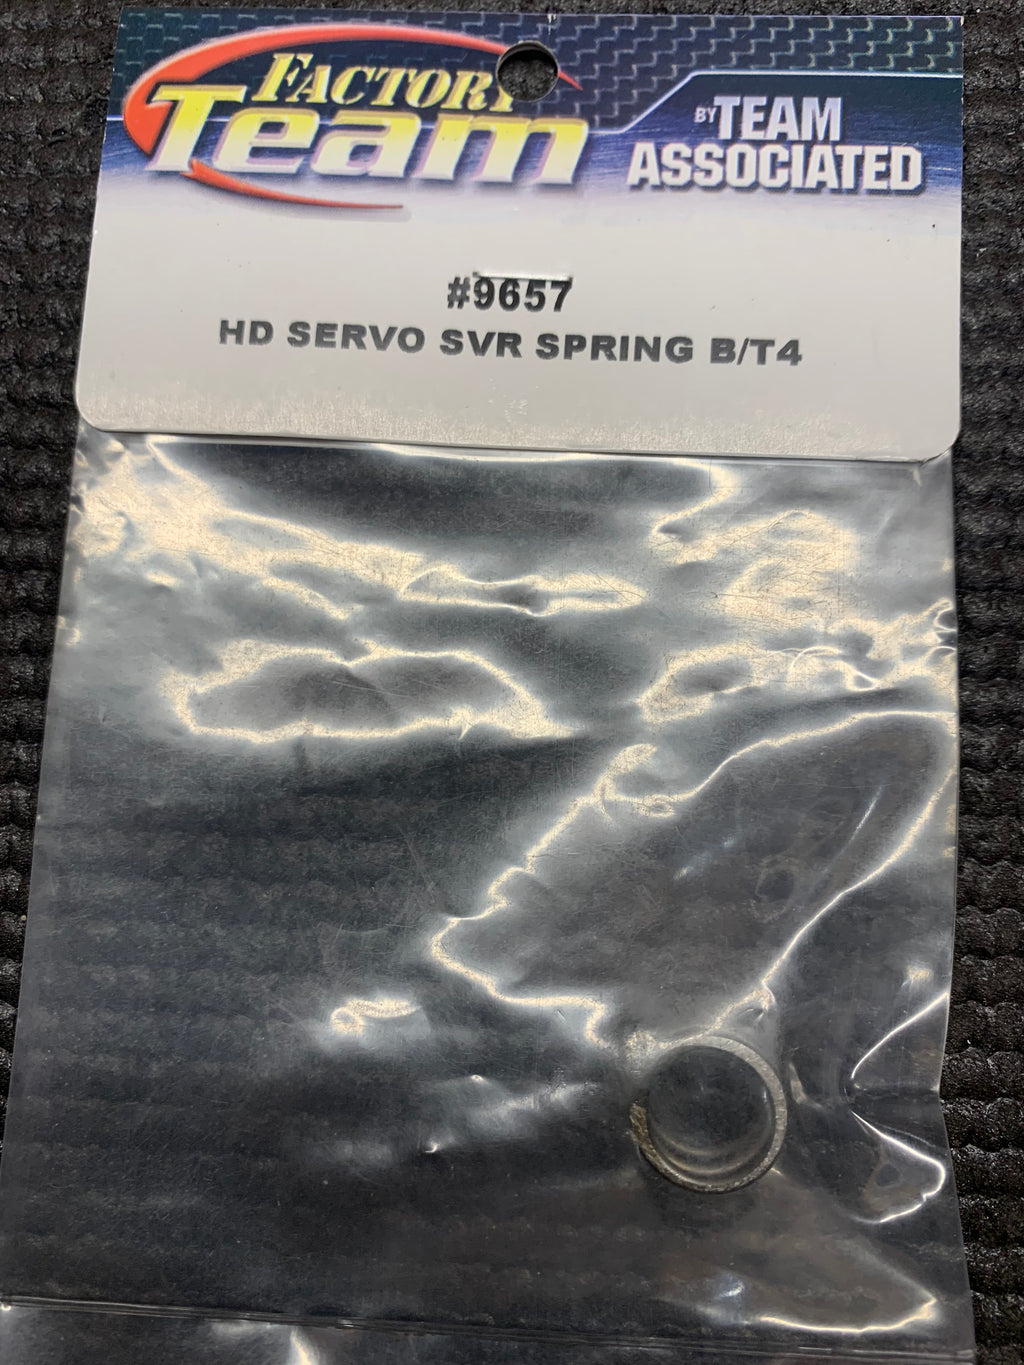 FACTORY
Team
BY TEAM
ASSOCIATED
#9657
HD SERVO SVR SPRING B/T4